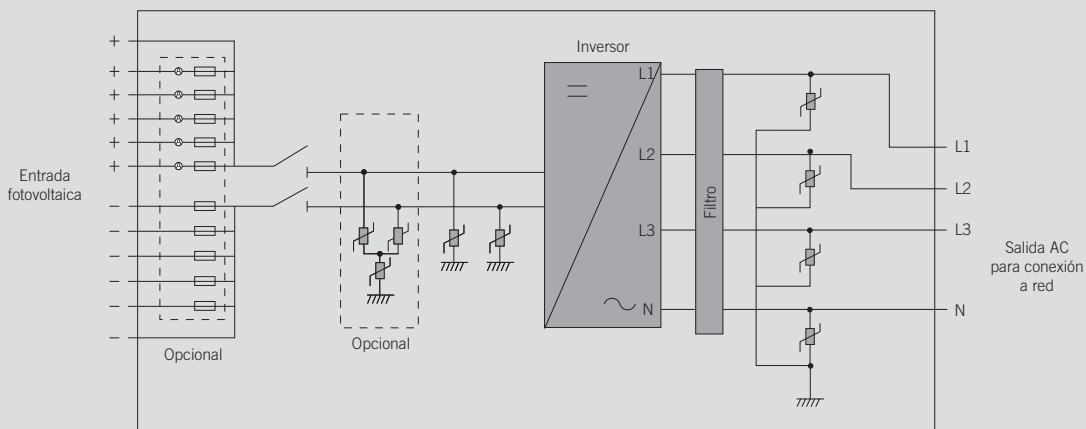 Inversor
+
+
+
+
+
+
−
−
−
−
−
−
Entrada
fotovoltaica
Opcional
Opcional
L1
L2
L3
N
Filtro
L1
L2
L3
N
Salida AC
para conexión
a red